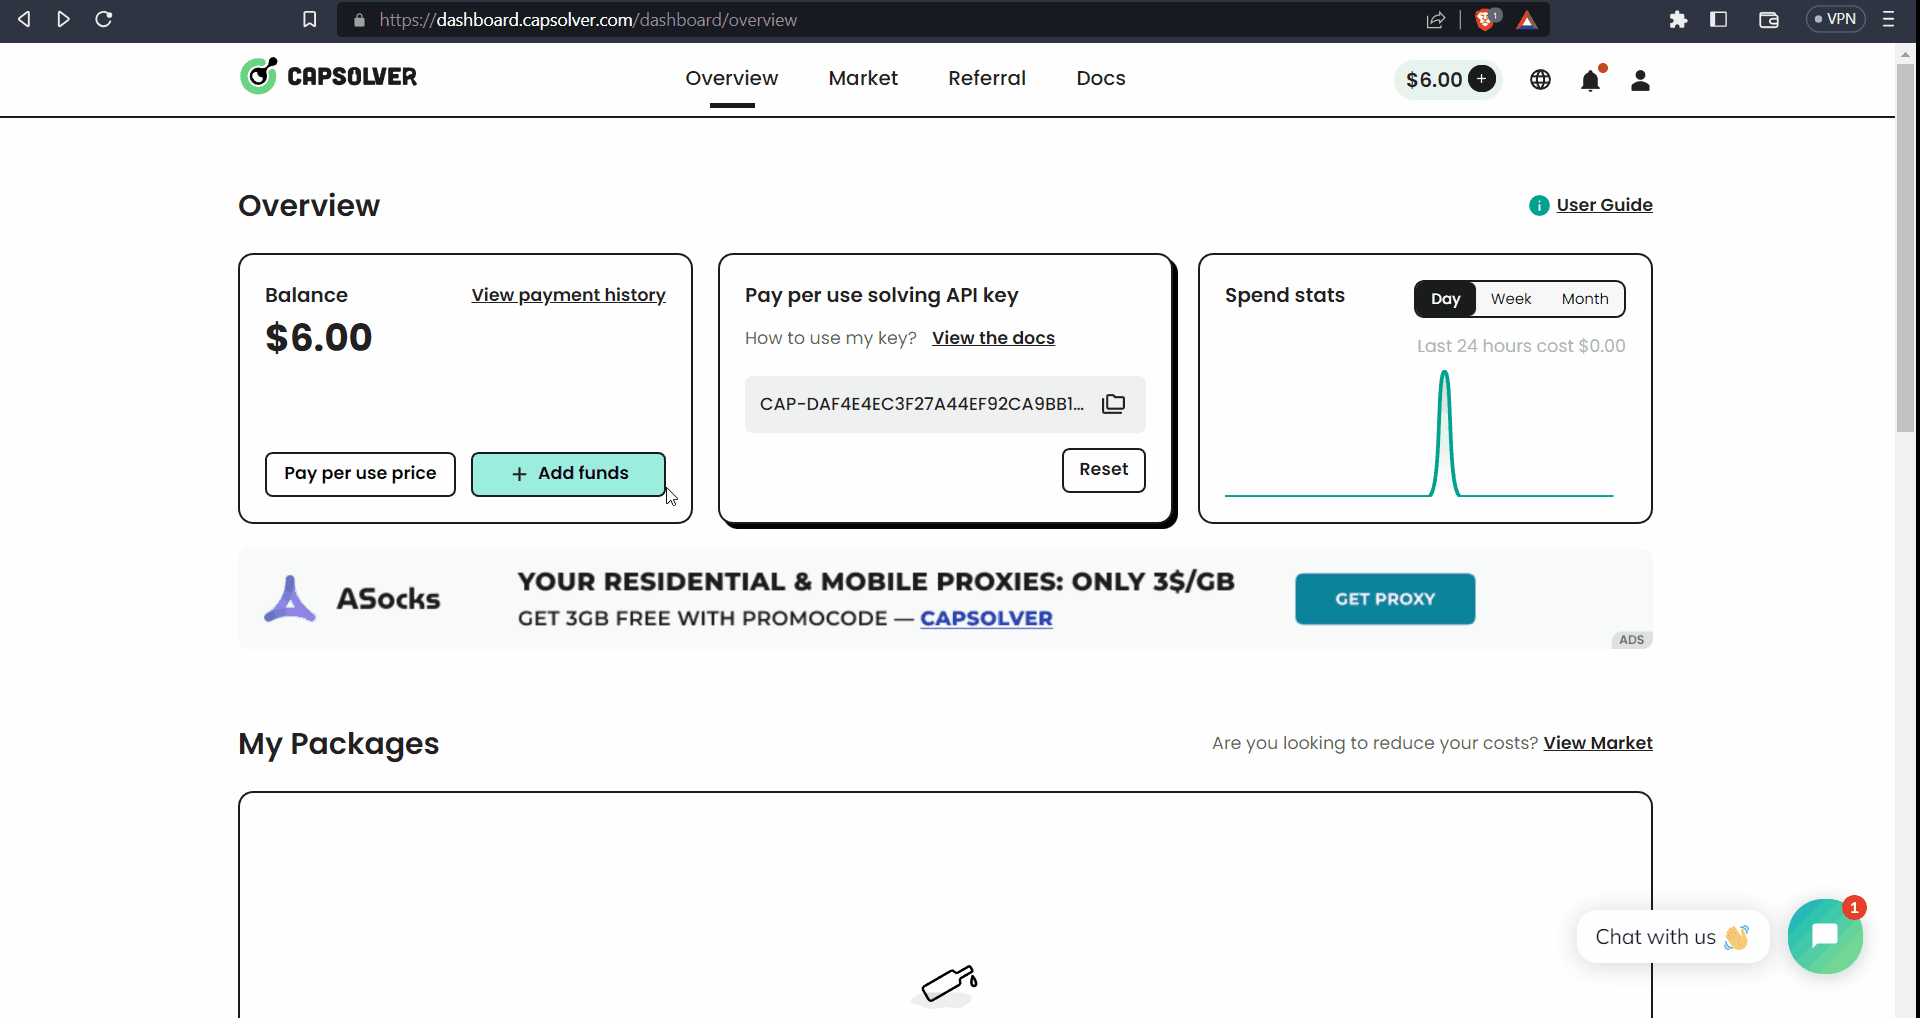 https://dashboard.capsolver.com/dashboard/overview
1
VPN
CAPSOLVER
Overview
Market
Referral
Docs
$6.00
Overview
User Guide
Balance
View payment history
$6.00
Pay per use price
+ Add funds
Pay per use solving API key
How to use my key? View the docs
CAP-DAF4E4EC3F27A44EF92CA9BB1...
Reset
Spend stats
Day
Week
Month
Last 24 hours cost $0.00
ASocks
YOUR RESIDENTIAL & MOBILE PROXIES: ONLY 3$/GB
GET 3GB FREE WITH PROMOCODE — CAPSOLVER
GET PROXY
ADS
My Packages
Are you looking to reduce your costs? View Market
Chat with us 👋
1